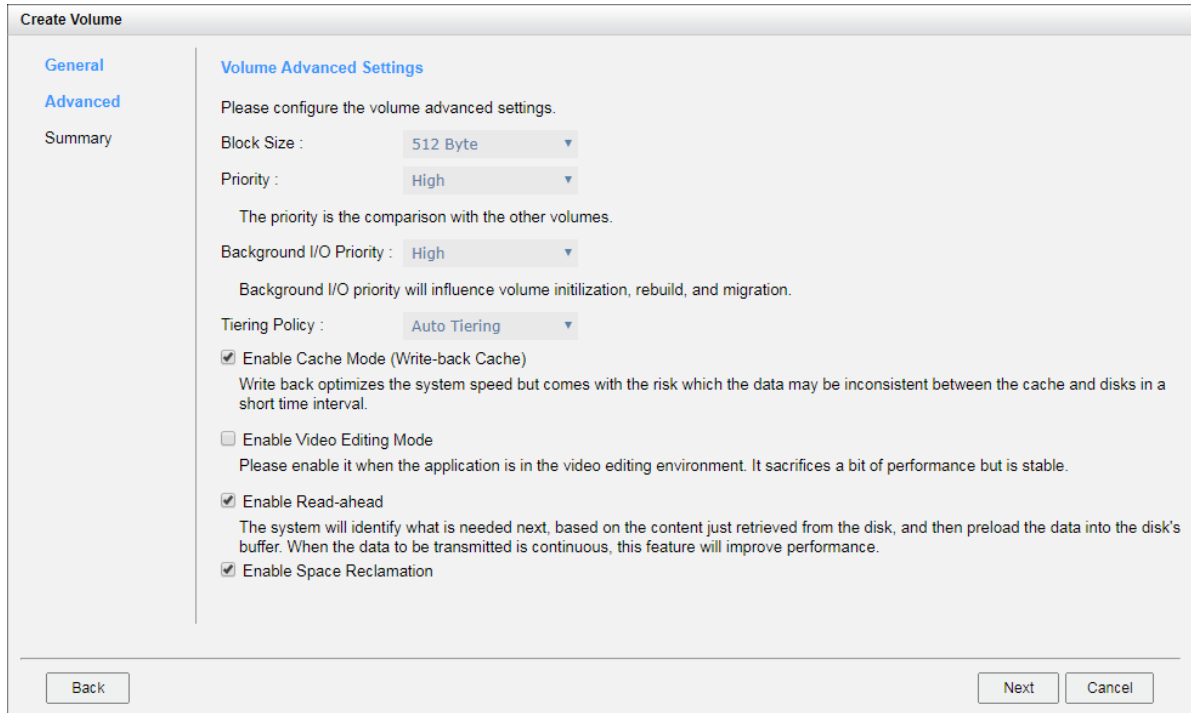 Create Volume
General
Advanced
Summary
Volume Advanced Settings
Please configure the volume advanced settings.
Block Size : 512 Byte
Priority : High
The priority is the comparison with the other volumes.
Background I/O Priority : High
Background I/O priority will influence volume initilization, rebuild, and migration.
Tiering Policy : Auto Tiering
Enable Cache Mode (Write-back Cache)
Write back optimizes the system speed but comes with the risk which the data may be inconsistent between the cache and disks in a
short time interval.
Enable Video Editing Mode
Please enable it when the application is in the video editing environment. It sacrifices a bit of performance but is stable.
Enable Read-ahead
The system will identify what is needed next, based on the content just retrieved from the disk, and then preload the data into the disk's
buffer. When the data to be transmitted is continuous, this feature will improve performance.
Enable Space Reclamation
Back Next Cancel